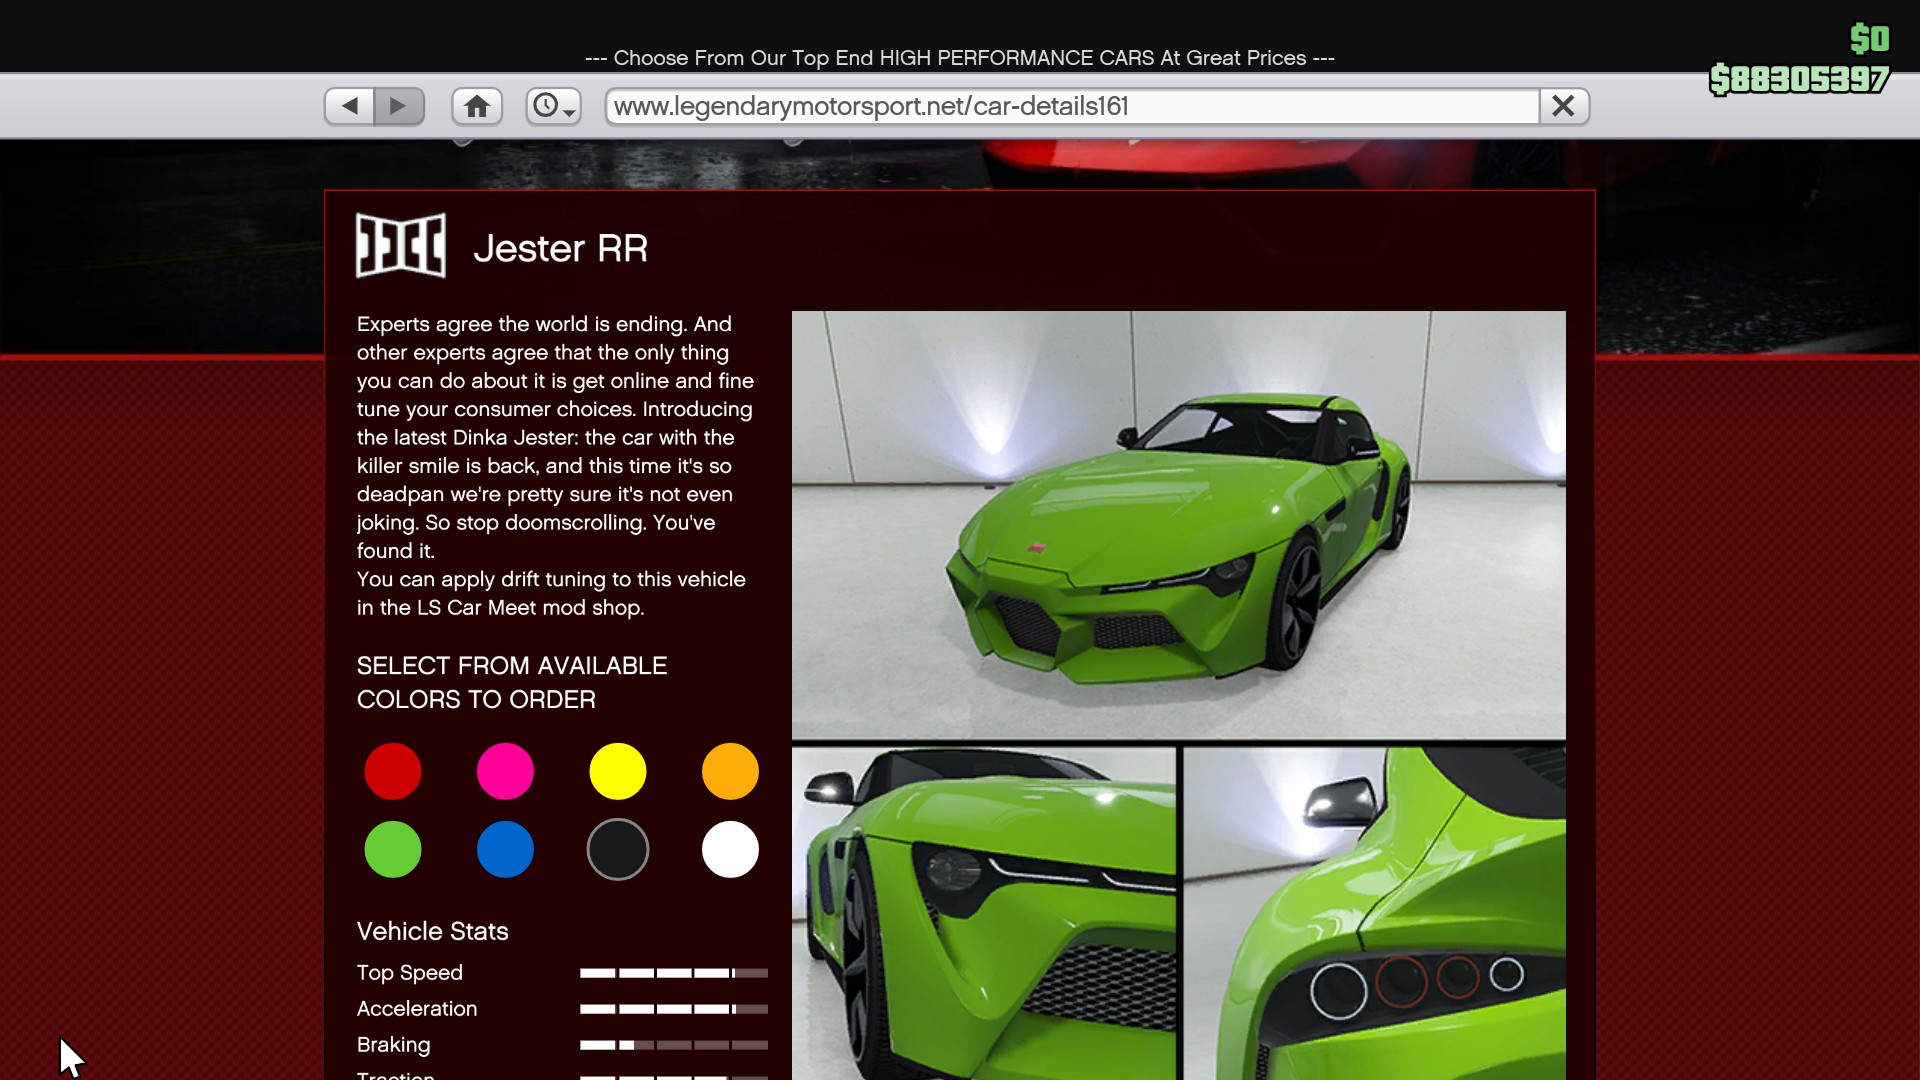 $0
--- Choose From Our Top End HIGH PERFORMANCE CARS At Great Prices ---
$88305397
www.legendarymotorsport.net/car-details161
Jester RR
Experts agree the world is ending. And
other experts agree that the only thing
you can do about it is get online and fine
tune your consumer choices. Introducing
the latest Dinka Jester: the car with the
killer smile is back, and this time it's so
deadpan we're pretty sure it's not even
joking. So stop doomscrolling. You've
found it.
You can apply drift tuning to this vehicle
in the LS Car Meet mod shop.
SELECT FROM AVAILABLE
COLORS TO ORDER
Vehicle Stats
Top Speed
Acceleration
Braking
Traction